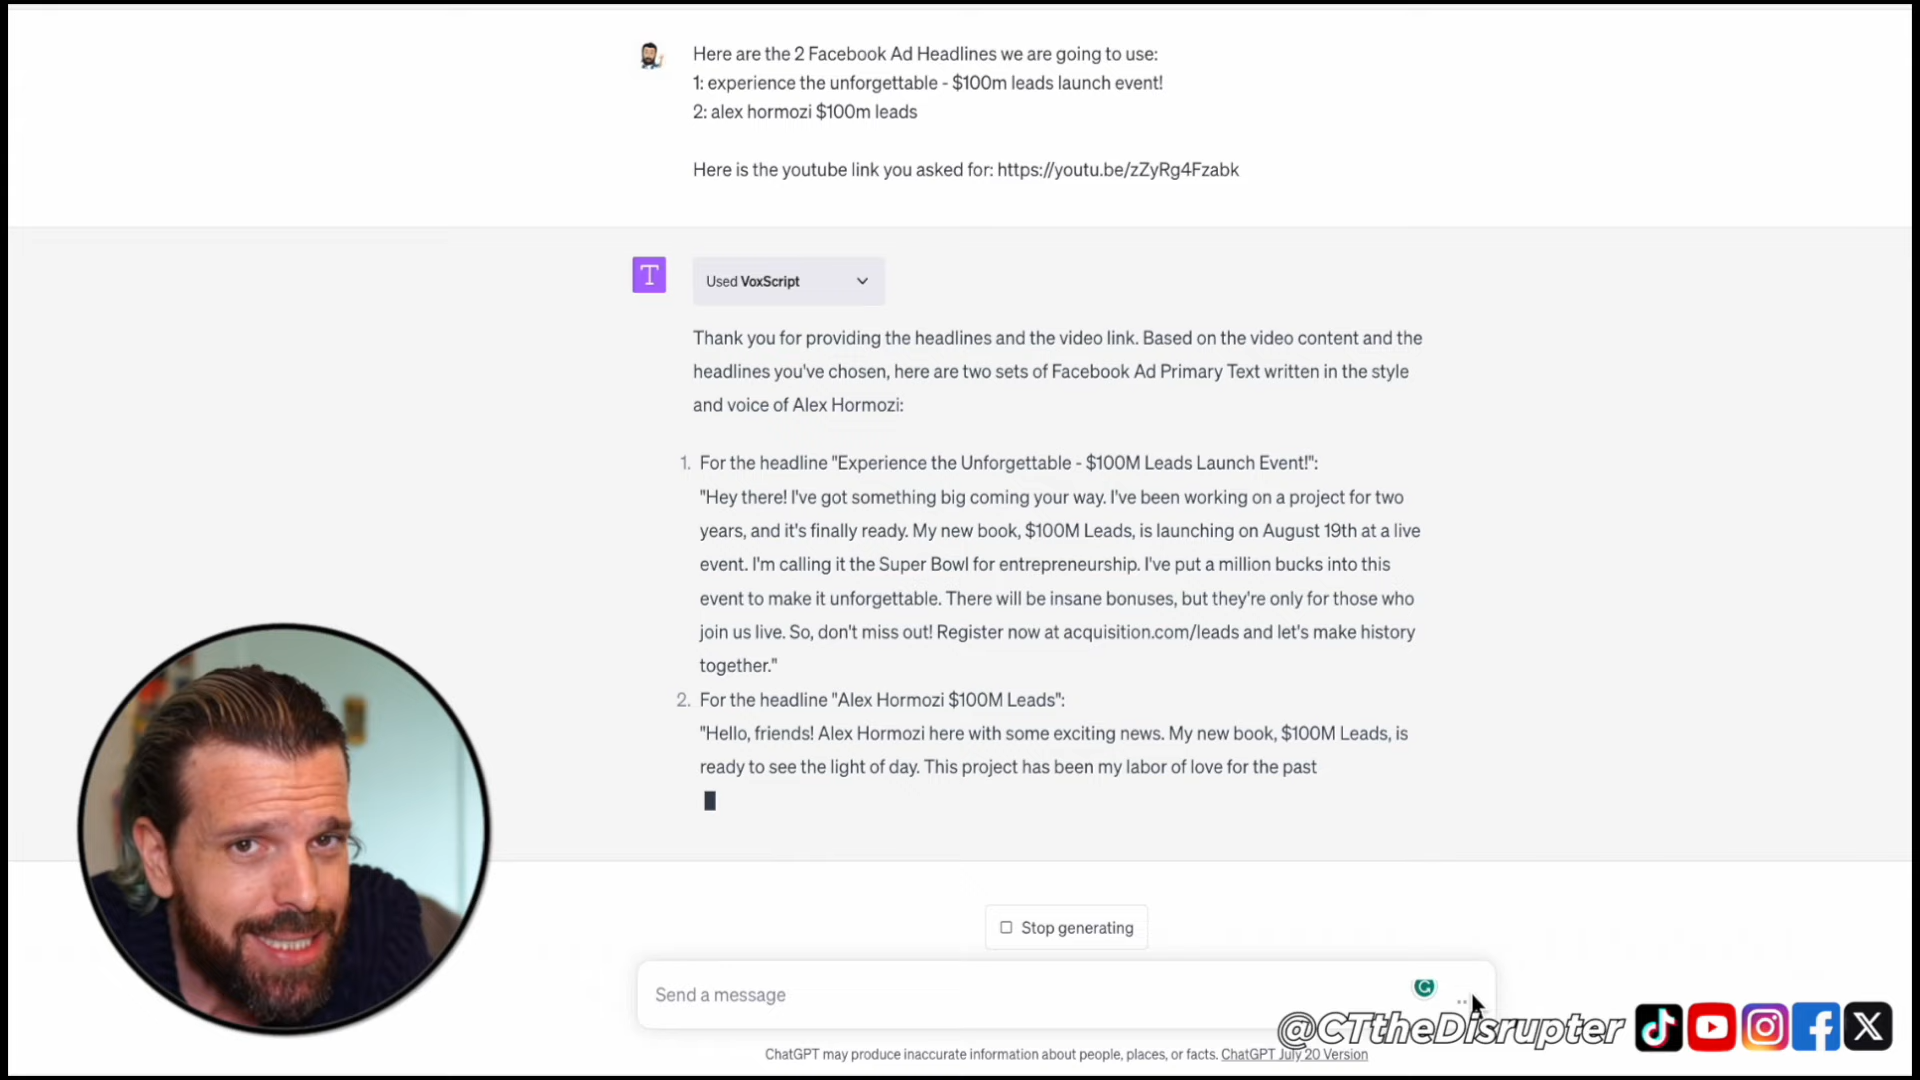 Here are the 2 Facebook Ad Headlines we are going to use:
1: experience the unforgettable - $100m leads launch event!
2: alex hormozi $100m leads
Here is the youtube link you asked for: https://youtu.be/zZyRg4Fzabk
T
Used VoxScript
Thank you for providing the headlines and the video link. Based on the video content and the
headlines you've chosen, here are two sets of Facebook Ad Primary Text written in the style
and voice of Alex Hormozi:
1. For the headline "Experience the Unforgettable - $100M Leads Launch Event!":
"Hey there! I've got something big coming your way. I've been working on a project for two
years, and it's finally ready. My new book, $100M Leads, is launching on August 19th at a live
event. I'm calling it the Super Bowl for entrepreneurship. I've put a million bucks into this
event to make it unforgettable. There will be insane bonuses, but they're only for those who
join us live. So, don't miss out! Register now at acquisition.com/leads and let's make history
together."
2. For the headline "Alex Hormozi $100M Leads":
"Hello, friends! Alex Hormozi here with some exciting news. My new book, $100M Leads, is
ready to see the light of day. This project has been my labor of love for the past
Stop generating
Send a message
@CTtheDisrupter
ChatGPT may produce inaccurate information about people, places, or facts. ChatGPT July 20 Version